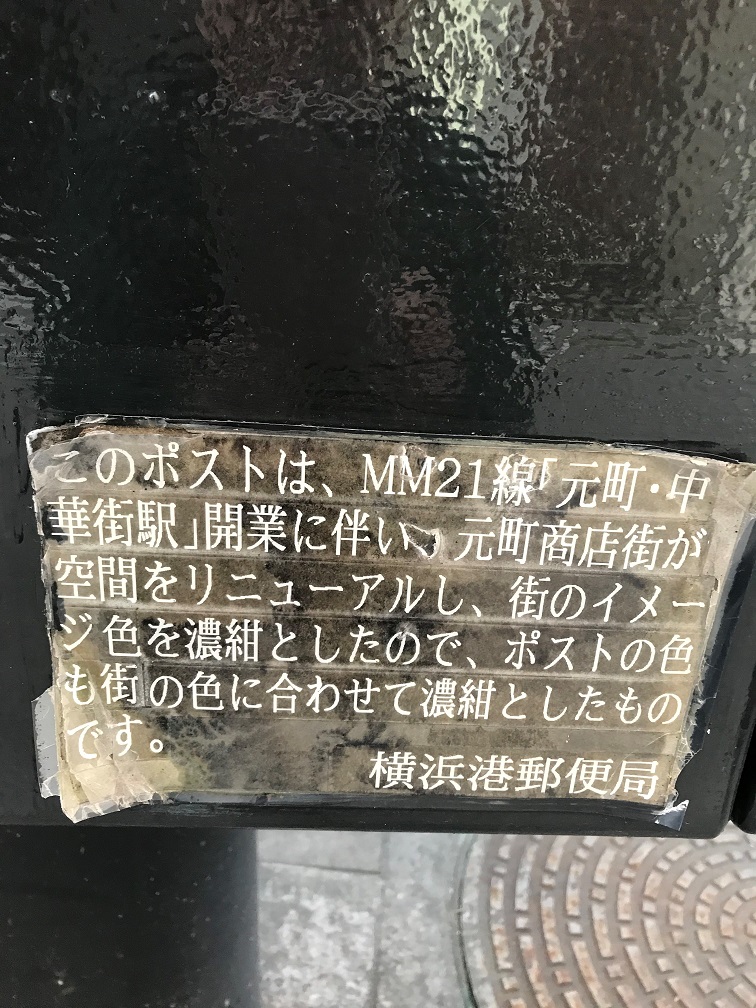 このポストは、MM21線「元町・中
華街駅」開業に伴い、元町商店街が
空間をリニューアルし、街のイメー
ジ色を濃紺としたので、ポストの色
も街の色に合わせて濃紺としたもの
です。
横浜港郵便局